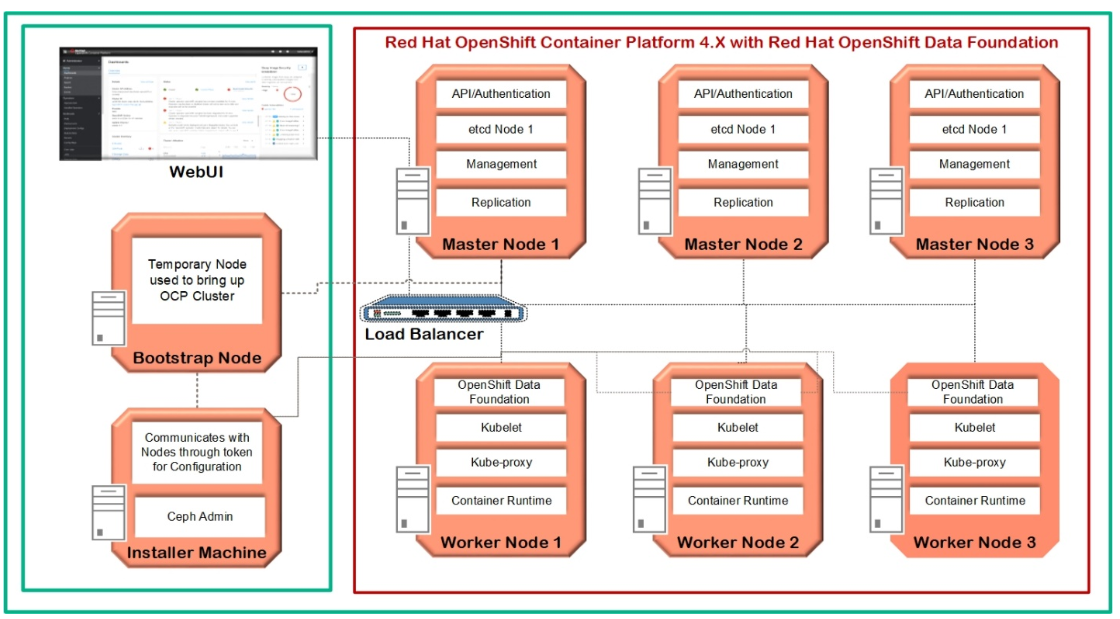 Red Hat OpenShift Container Platform 4.X with Red Hat OpenShift Data Foundation
WebUI
API/Authentication
etcd Node 1
Management
Replication
Master Node 1
API/Authentication
etcd Node 1
Management
Replication
Master Node 2
API/Authentication
etcd Node 1
Management
Replication
Master Node 3
Temporary Node
used to bring up
OCP Cluster
Bootstrap Node
Load Balancer
Communicates with
Nodes through token
for Configuration
Ceph Admin
Installer Machine
OpenShift Data
Foundation
Kubelet
Kube-proxy
Container Runtime
Worker Node 1
OpenShift Data
Foundation
Kubelet
Kube-proxy
Container Runtime
Worker Node 2
OpenShift Data
Foundation
Kubelet
Kube-proxy
Container Runtime
Worker Node 3